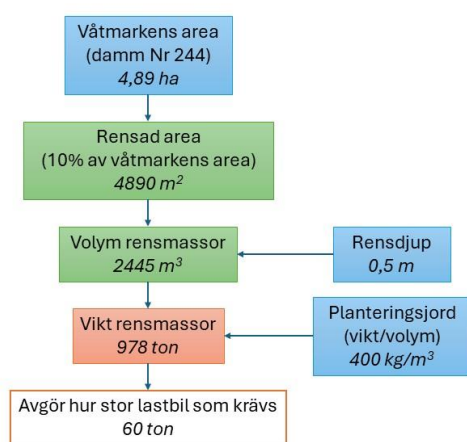 Våtmarkens area
(damm Nr 244)
4,89 ha
Rensad area
(10% av våtmarkens area)
4890 m²
Volym rensmassor
2445 m³
Rensdjup
0,5 m
Vikt rensmassor
978 ton
Planteringsjord
(vikt/volym)
400 kg/m³
Avgör hur stor lastbil som krävs
60 ton